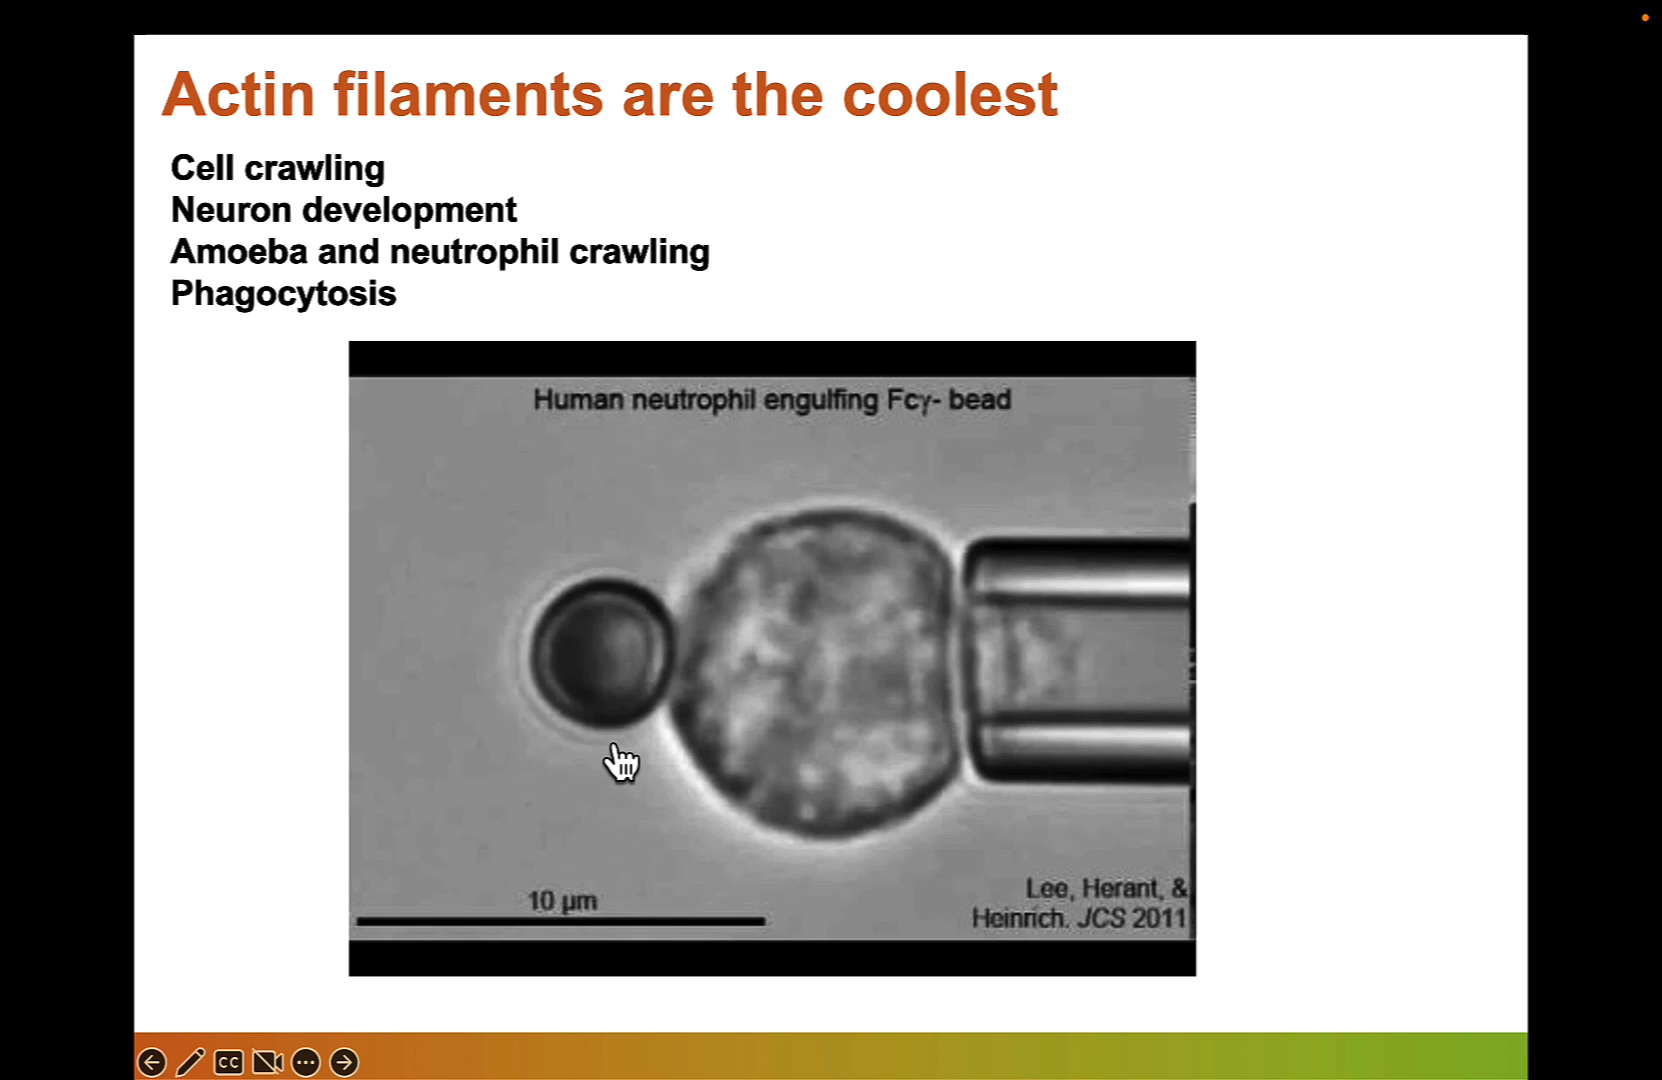 Actin filaments are the coolest
Cell crawling
Neuron development
Amoeba and neutrophil crawling
Phagocytosis
Human neutrophil engulfing Fcγ- bead
10 µm
Lee, Herant, &
Heinrich. JCS 2011
CC